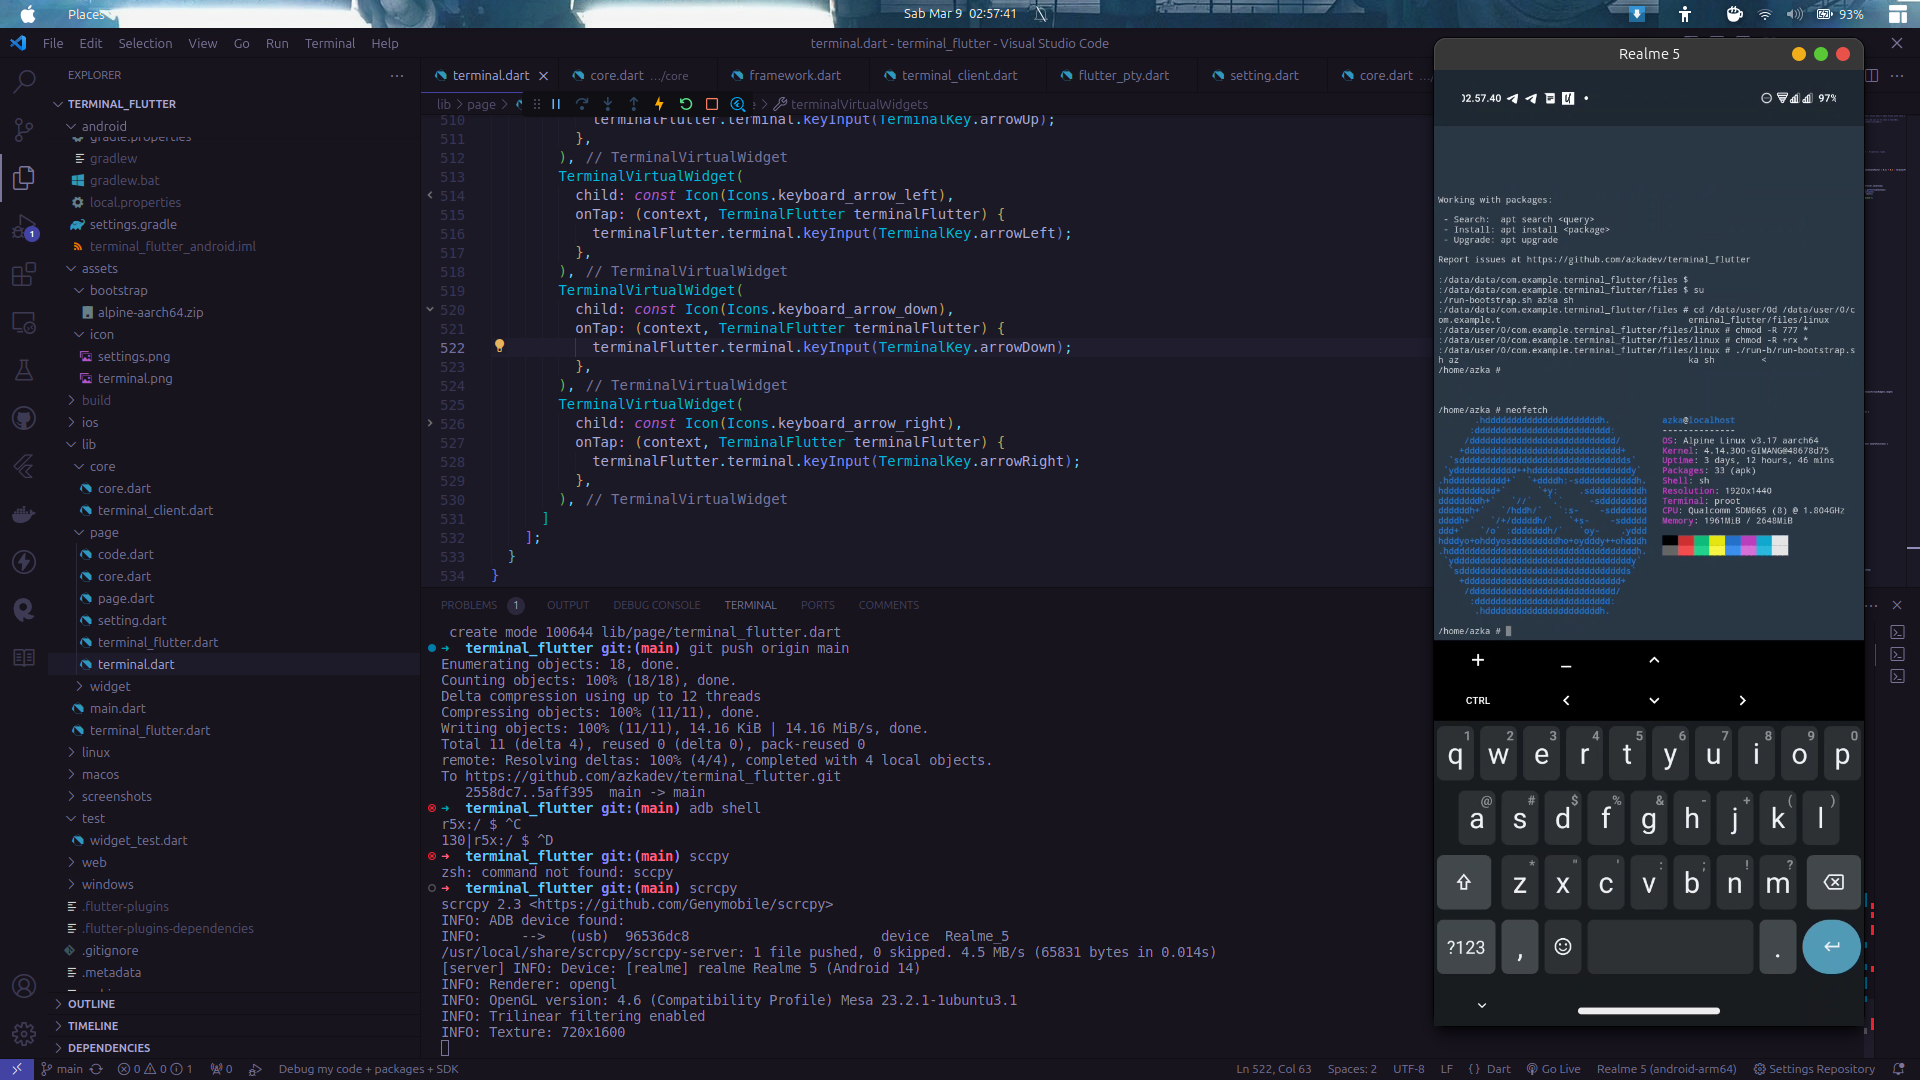 Places
Sab Mar 9 02:57:41
93%
File Edit Selection View Go Run Terminal Help
terminal.dart - terminal_flutter - Visual Studio Code
EXPLORER
TERMINAL_FLUTTER
android
gradle.properties
gradlew
gradlew.bat
local.properties
settings.gradle
terminal_flutter_android.iml
assets
bootstrap
alpine-aarch64.zip
icon
settings.png
terminal.png
build
ios
lib
core
core.dart
terminal_client.dart
page
code.dart
core.dart
page.dart
setting.dart
terminal_flutter.dart
terminal.dart
widget
main.dart
terminal_flutter.dart
linux
macos
screenshots
test
widget_test.dart
web
windows
.flutter-plugins
.flutter-plugins-dependencies
.gitignore
.metadata
OUTLINE
TIMELINE
DEPENDENCIES
1
terminal.dart core.dart .../core framework.dart terminal_client.dart flutter_pty.dart setting.dart core.dart
lib > page > terminalVirtualWidgets
510 terminalFlutter.terminal.keyInput(TerminalKey.arrowUp);
511 },
512 ), // TerminalVirtualWidget
513 TerminalVirtualWidget(
514 child: const Icon(Icons.keyboard_arrow_left),
515 onTap: (context, TerminalFlutter terminalFlutter) {
516 terminalFlutter.terminal.keyInput(TerminalKey.arrowLeft);
517 },
518 ), // TerminalVirtualWidget
519 TerminalVirtualWidget(
520 child: const Icon(Icons.keyboard_arrow_down),
521 onTap: (context, TerminalFlutter terminalFlutter) {
522 terminalFlutter.terminal.keyInput(TerminalKey.arrowDown);
523 },
524 ), // TerminalVirtualWidget
525 TerminalVirtualWidget(
526 child: const Icon(Icons.keyboard_arrow_right),
527 onTap: (context, TerminalFlutter terminalFlutter) {
528 terminalFlutter.terminal.keyInput(TerminalKey.arrowRight);
529 },
530 ), // TerminalVirtualWidget
531 ]
532 ];
533 }
534 }
PROBLEMS 1 OUTPUT DEBUG CONSOLE TERMINAL PORTS COMMENTS
create mode 100644 lib/page/terminal_flutter.dart
➜ terminal_flutter git:(main) git push origin main
Enumerating objects: 18, done.
Counting objects: 100% (18/18), done.
Delta compression using up to 12 threads
Compressing objects: 100% (11/11), done.
Writing objects: 100% (11/11), 14.16 KiB | 14.16 MiB/s, done.
Total 11 (delta 4), reused 0 (delta 0), pack-reused 0
remote: Resolving deltas: 100% (4/4), completed with 4 local objects.
To https://github.com/azkadev/terminal_flutter.git
2558dc7..5aff395 main -> main
➜ terminal_flutter git:(main) adb shell
r5x:/ $ ^C
130|r5x:/ $ ^D
➜ terminal_flutter git:(main) sccpy
zsh: command not found: sccpy
➜ terminal_flutter git:(main) scrcpy
scrcpy 2.3 <https://github.com/Genymobile/scrcpy>
INFO: ADB device found:
INFO: --> (usb) 96536dc8 device Realme_5
/usr/local/share/scrcpy/scrcpy-server: 1 file pushed, 0 skipped. 4.5 MB/s (65831 bytes in 0.014s)
[server] INFO: Device: [realme] realme Realme 5 (Android 14)
INFO: Renderer: opengl
INFO: OpenGL version: 4.6 (Compatibility Profile) Mesa 23.2.1-1ubuntu3.1
INFO: Trilinear filtering enabled
INFO: Texture: 720x1600
Realme 5
02.57.40 97%
Working with packages:
- Search: apt search <query>
- Install: apt install <package>
- Upgrade: apt upgrade
Report issues at https://github.com/azkadev/terminal_flutter
:/data/data/com.example.terminal_flutter/files $
:/data/data/com.example.terminal_flutter/files $ su
./run-bootstrap.sh azka sh
:/data/data/com.example.terminal_flutter/files # cd /data/user/0d /data/user/0/c
om.example.t erminal_flutter/files/linux
:/data/user/0/com.example.terminal_flutter/files/linux # chmod -R 777 *
:/data/user/0/com.example.terminal_flutter/files/linux # chmod -R +rx *
:/data/user/0/com.example.terminal_flutter/files/linux # ./run-b/run-bootstrap.s
h az ka sh <
/home/azka #
/home/azka # neofetch
azka@localhost
--------------
OS: Alpine Linux v3.17 aarch64
Kernel: 4.14.300-GIMANG@48678d75
Uptime: 3 days, 12 hours, 46 mins
Packages: 33 (apk)
Shell: sh
Resolution: 1920x1440
Terminal: proot
CPU: Qualcomm SDM665 (8) @ 1.804GHz
Memory: 1961MiB / 2648MiB
/home/azka #
+ _ ^
CTRL < ˅ >
1 2 3 4 5 6 7 8 9 0
q w e r t y u i o p
@ # $ % & - + ( )
a s d f g h j k l
* " ' : ; ! ?
z x c v b n m
?123 , .
main 0 0 1 0 Debug my code + packages + SDK
Ln 522, Col 63 Spaces: 2 UTF-8 LF {} Dart Go Live Realme 5 (android-arm64) Settings Repository